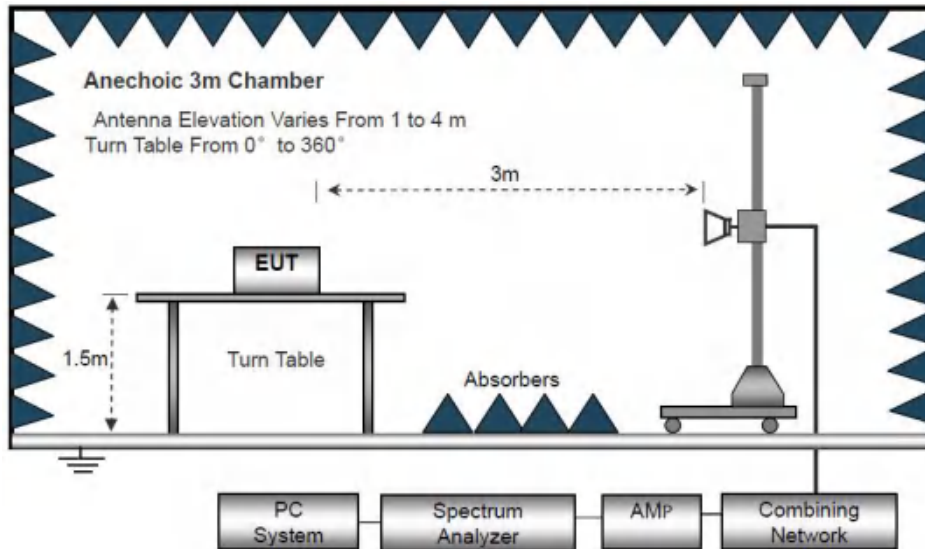 Anechoic 3m Chamber
Antenna Elevation Varies From 1 to 4 m
Turn Table From 0° to 360°
3m
EUT
1.5m
Turn Table
Absorbers
PC
System
Spectrum
Analyzer
AMP
Combining
Network